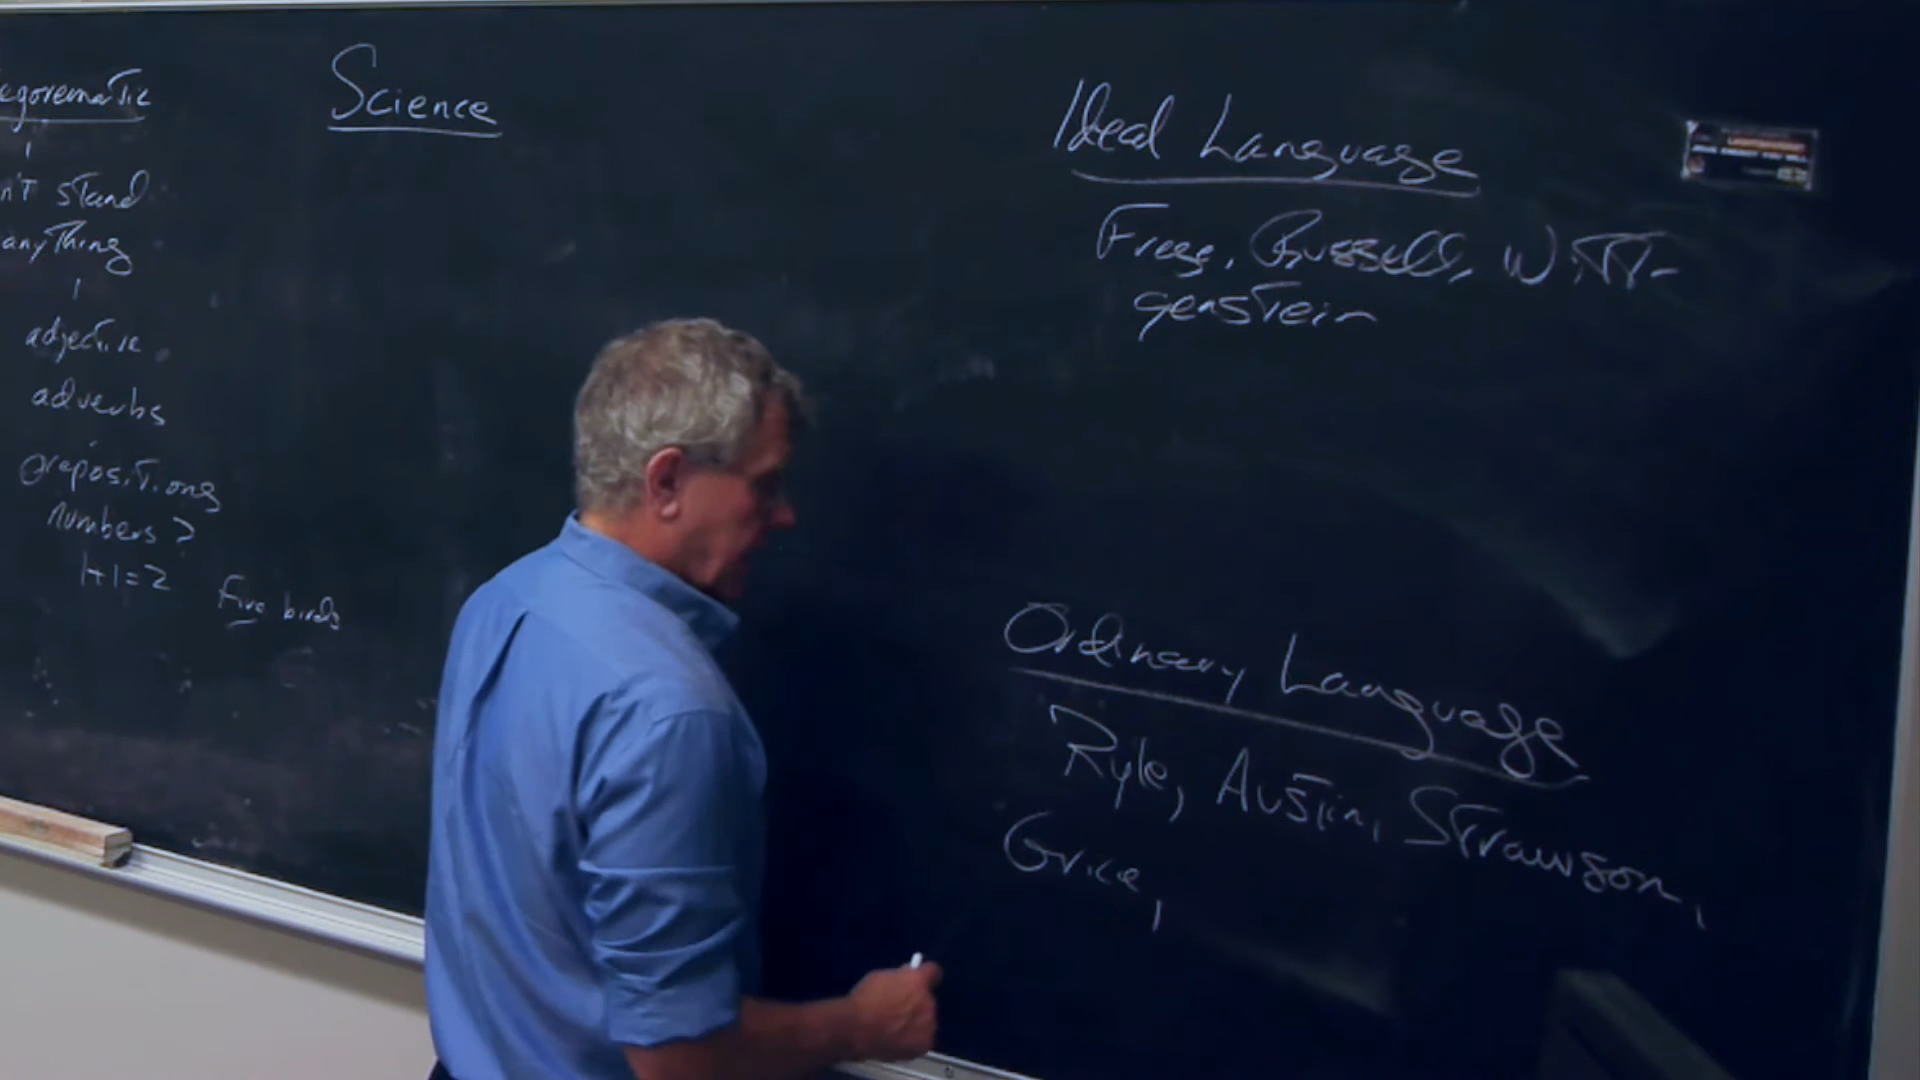 egorematic
n't stand
anything
adjective
adverbs
prepositions
numbers?
1+1=2
Five birds
Science
Ideal Language
Frege, Russell, Witt-
genstein
Ordinary Language
Ryle, Austin, Strawson,
Grice,